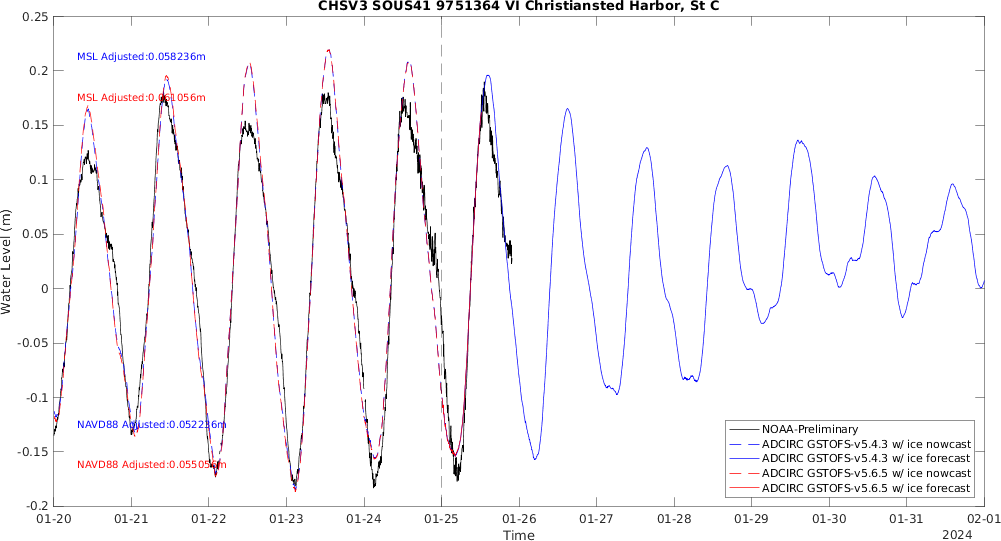 CHSV3 SOUS41 9751364 VI Christiansted Harbor, St C
MSL Adjusted:0.058236m
MSL Adjusted:0.061056m
NAVD88 Adjusted:0.052236m
NAVD88 Adjusted:0.055056m
Water Level (m)
0.25
0.2
0.15
0.1
0.05
0
-0.05
-0.1
-0.15
-0.2
01-20 01-21 01-22 01-23 01-24 01-25 01-26 01-27 01-28 01-29 01-30 01-31 02-01
Time
2024
NOAA-Preliminary
ADCIRC GSTOFS-v5.4.3 w/ ice nowcast
ADCIRC GSTOFS-v5.4.3 w/ ice forecast
ADCIRC GSTOFS-v5.6.5 w/ ice nowcast
ADCIRC GSTOFS-v5.6.5 w/ ice forecast